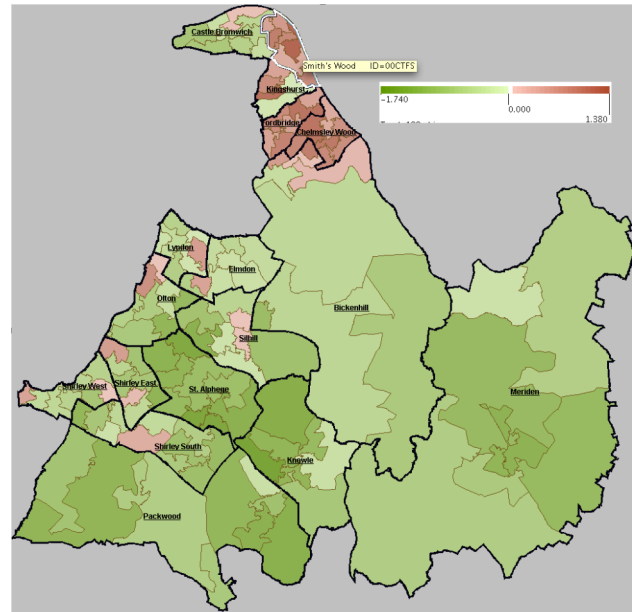 Castle Bromwich
Smith's Wood ID=00CTFS
Kingshurst
-1.740
0.000
1.380
Fordbridge
Chelmsley Wood
Lyndon
Elmdon
Olton
Bickenhill
Silhill
Shirley West
Shirley East
St. Alphege
Meriden
Shirley South
Knowle
Packwood